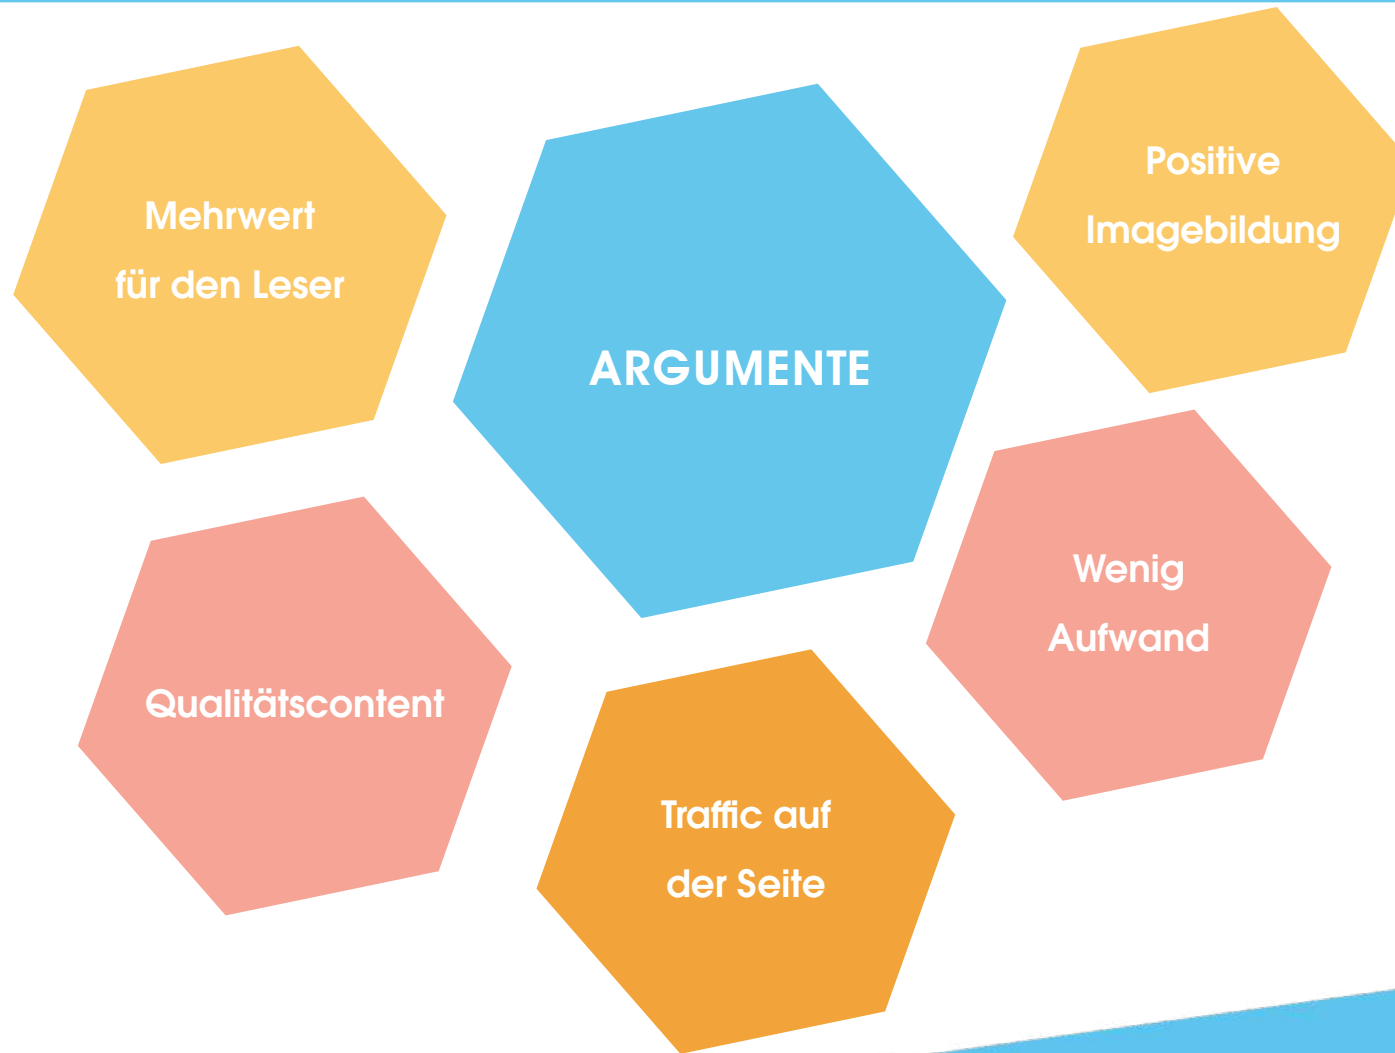 Mehrwert
für den Leser
ARGUMENTE
Positive
Imagebildung
Qualitätscontent
Wenig
Aufwand
Traffic auf
der Seite